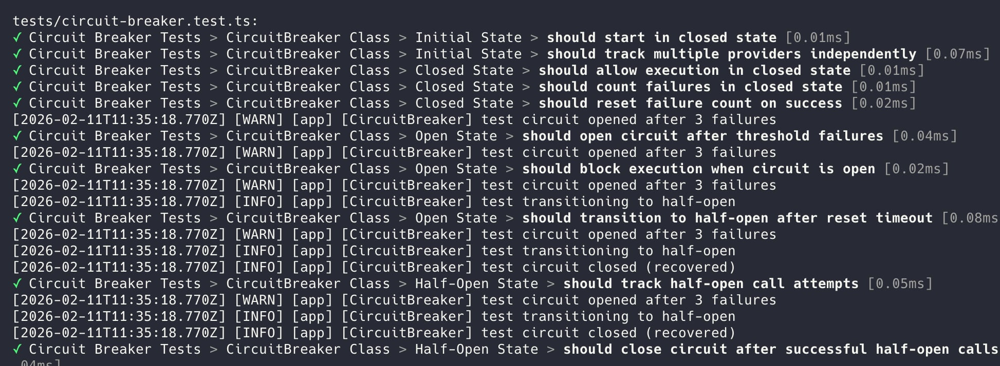 tests/circuit-breaker.test.ts:
✓ Circuit Breaker Tests > CircuitBreaker Class > Initial State > should start in closed state [0.01ms]
✓ Circuit Breaker Tests > CircuitBreaker Class > Initial State > should track multiple providers independently [0.07ms]
✓ Circuit Breaker Tests > CircuitBreaker Class > Closed State > should allow execution in closed state [0.01ms]
✓ Circuit Breaker Tests > CircuitBreaker Class > Closed State > should count failures in closed state [0.01ms]
✓ Circuit Breaker Tests > CircuitBreaker Class > Closed State > should reset failure count on success [0.02ms]
[2026-02-11T11:35:18.770Z] [WARN] [app] [CircuitBreaker] test circuit opened after 3 failures
✓ Circuit Breaker Tests > CircuitBreaker Class > Open State > should open circuit after threshold failures [0.04ms]
[2026-02-11T11:35:18.770Z] [WARN] [app] [CircuitBreaker] test circuit opened after 3 failures
✓ Circuit Breaker Tests > CircuitBreaker Class > Open State > should block execution when circuit is open [0.02ms]
[2026-02-11T11:35:18.770Z] [WARN] [app] [CircuitBreaker] test circuit opened after 3 failures
[2026-02-11T11:35:18.770Z] [INFO] [app] [CircuitBreaker] test transitioning to half-open
✓ Circuit Breaker Tests > CircuitBreaker Class > Open State > should transition to half-open after reset timeout [0.08ms
[2026-02-11T11:35:18.770Z] [WARN] [app] [CircuitBreaker] test circuit opened after 3 failures
[2026-02-11T11:35:18.770Z] [INFO] [app] [CircuitBreaker] test transitioning to half-open
[2026-02-11T11:35:18.770Z] [INFO] [app] [CircuitBreaker] test circuit closed (recovered)
✓ Circuit Breaker Tests > CircuitBreaker Class > Half-Open State > should track half-open call attempts [0.05ms]
[2026-02-11T11:35:18.770Z] [WARN] [app] [CircuitBreaker] test circuit opened after 3 failures
[2026-02-11T11:35:18.770Z] [INFO] [app] [CircuitBreaker] test transitioning to half-open
[2026-02-11T11:35:18.770Z] [INFO] [app] [CircuitBreaker] test circuit closed (recovered)
✓ Circuit Breaker Tests > CircuitBreaker Class > Half-Open State > should close circuit after successful half-open calls
04ms]